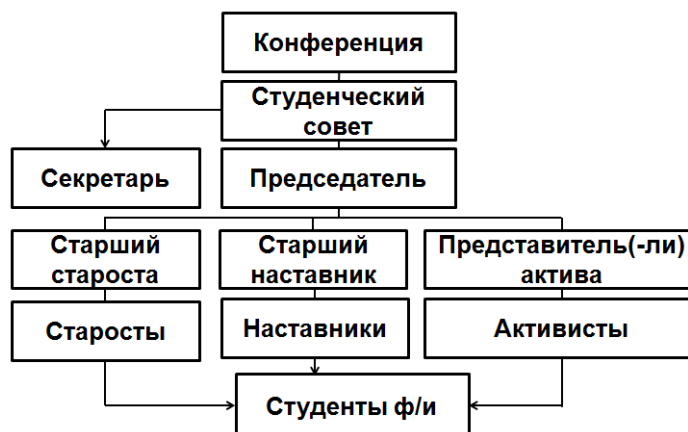 Конференция
Студенческий
совет
Секретарь
Председатель
Старший
староста
Старший
наставник
Представитель(-ли)
актива
Старосты
Наставники
Активисты
Студенты ф/и